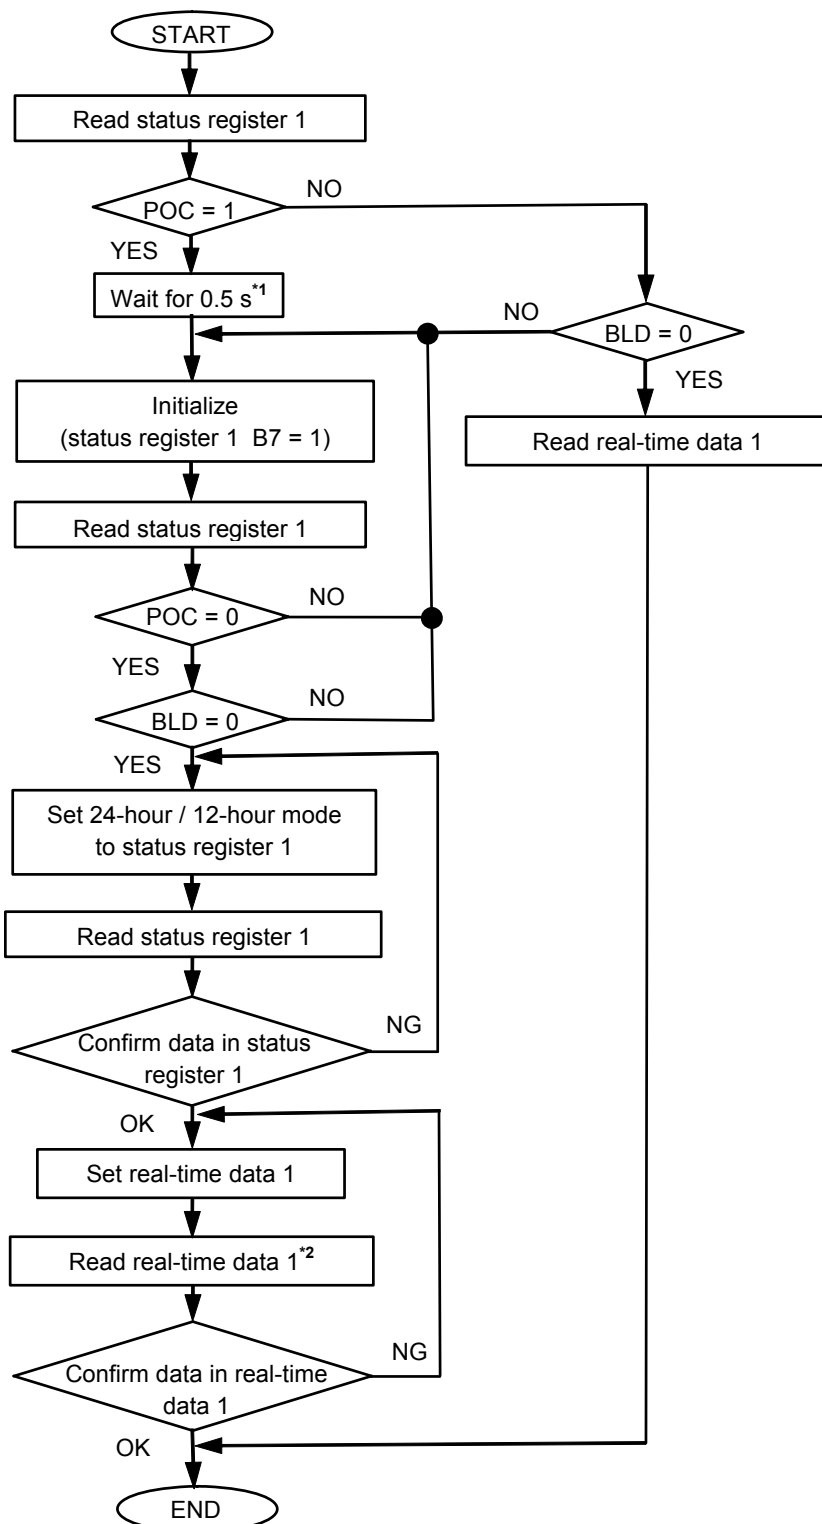 START
Read status register 1
POC = 1
NO
YES
Wait for 0.5 s*1
NO
BLD = 0
YES
Initialize
(status register 1  B7 = 1)
Read real-time data 1
Read status register 1
POC = 0
NO
YES
BLD = 0
NO
YES
Set 24-hour / 12-hour mode
to status register 1
Read status register 1
Confirm data in status
register 1
NG
OK
Set real-time data 1
Read real-time data 1*2
Confirm data in real-time
data 1
NG
OK
END